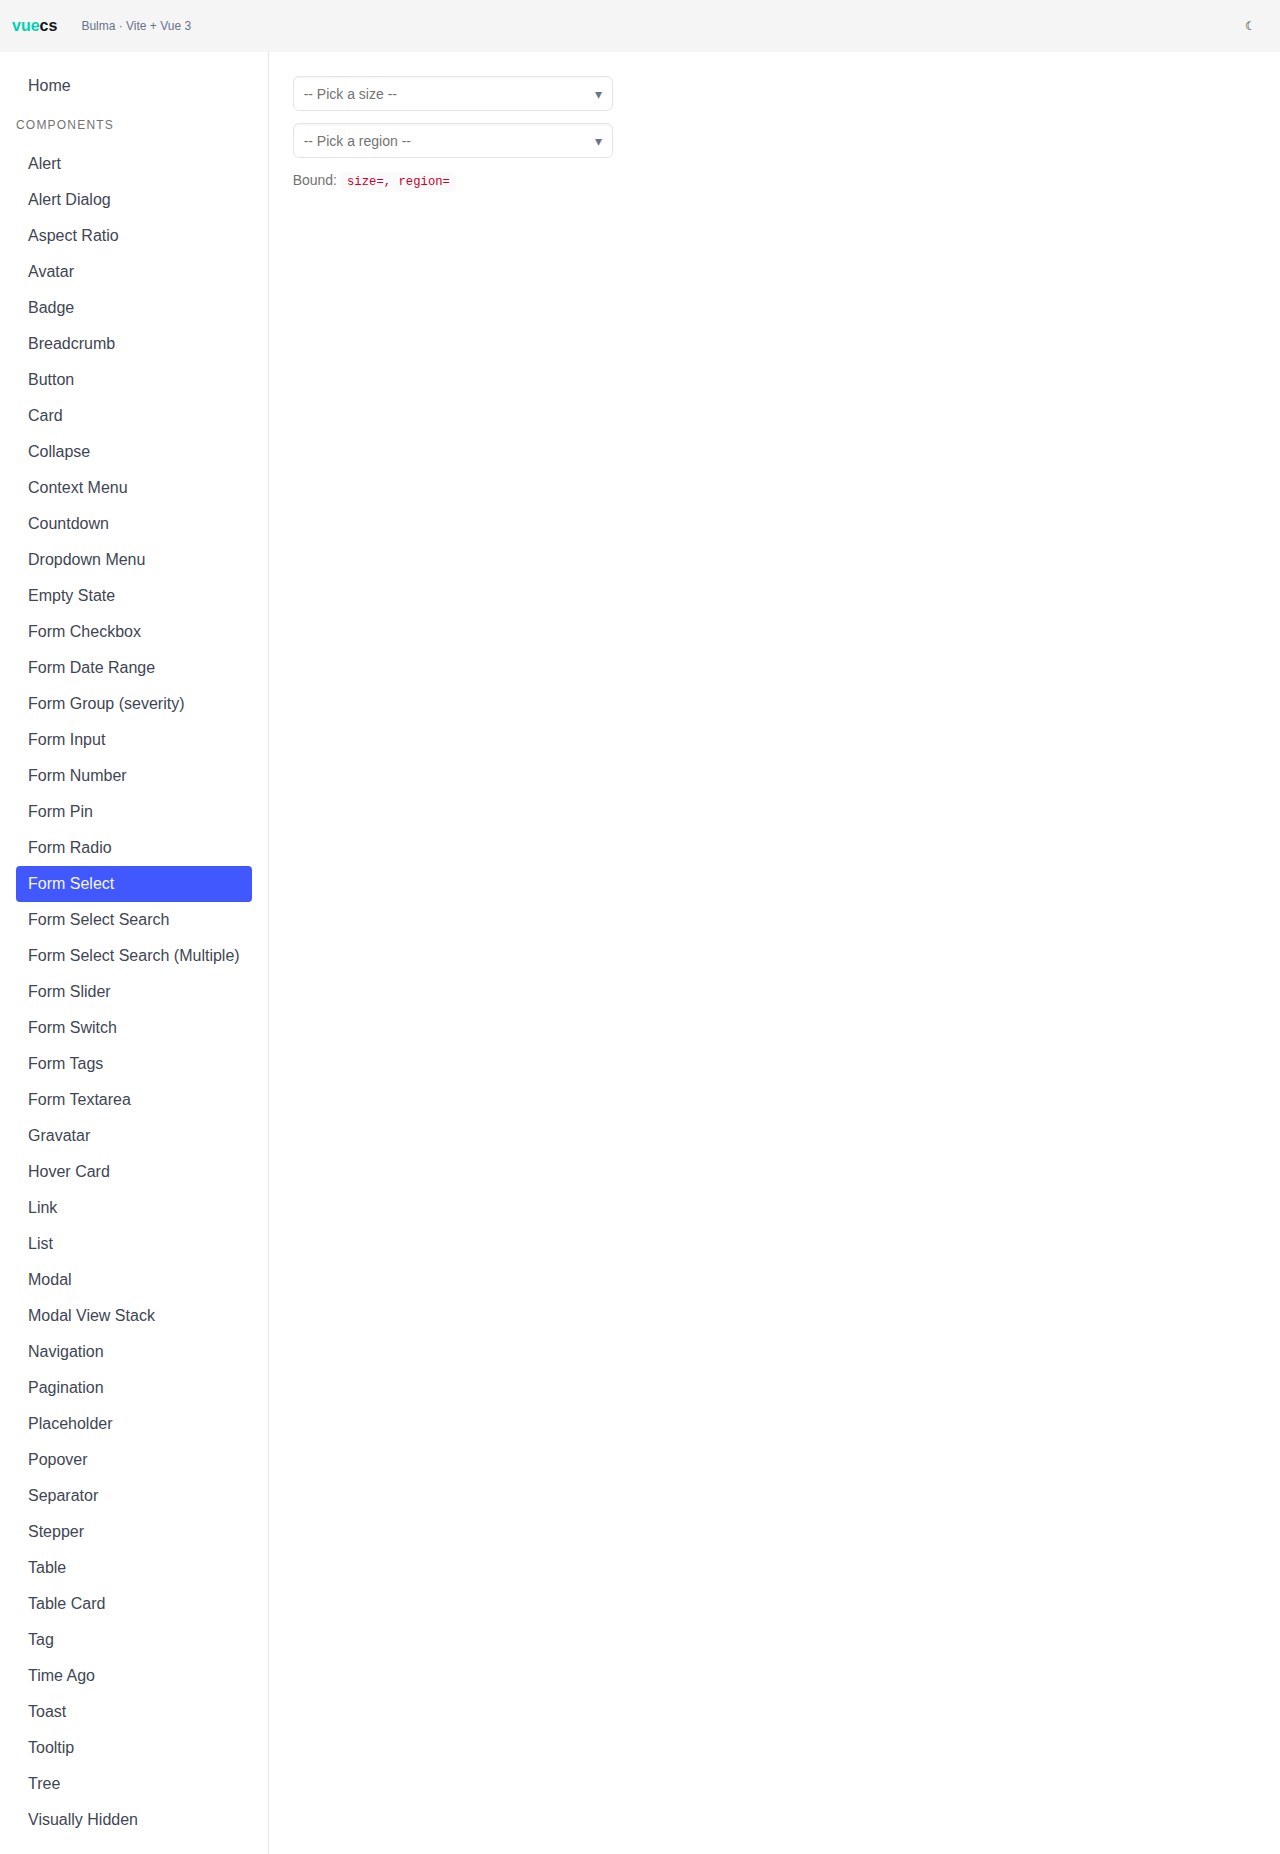 vuecs
Bulma · Vite + Vue 3
Home
COMPONENTS
Alert
Alert Dialog
Aspect Ratio
Avatar
Badge
Breadcrumb
Button
Card
Collapse
Context Menu
Countdown
Dropdown Menu
Empty State
Form Checkbox
Form Date Range
Form Group (severity)
Form Input
Form Number
Form Pin
Form Radio
Form Select
Form Select Search
Form Select Search (Multiple)
Form Slider
Form Switch
Form Tags
Form Textarea
Gravatar
Hover Card
Link
List
Modal
Modal View Stack
Navigation
Pagination
Placeholder
Popover
Separator
Stepper
Table
Table Card
Tag
Time Ago
Toast
Tooltip
Tree
Visually Hidden
-- Pick a size --
-- Pick a region --
Bound: size=, region=